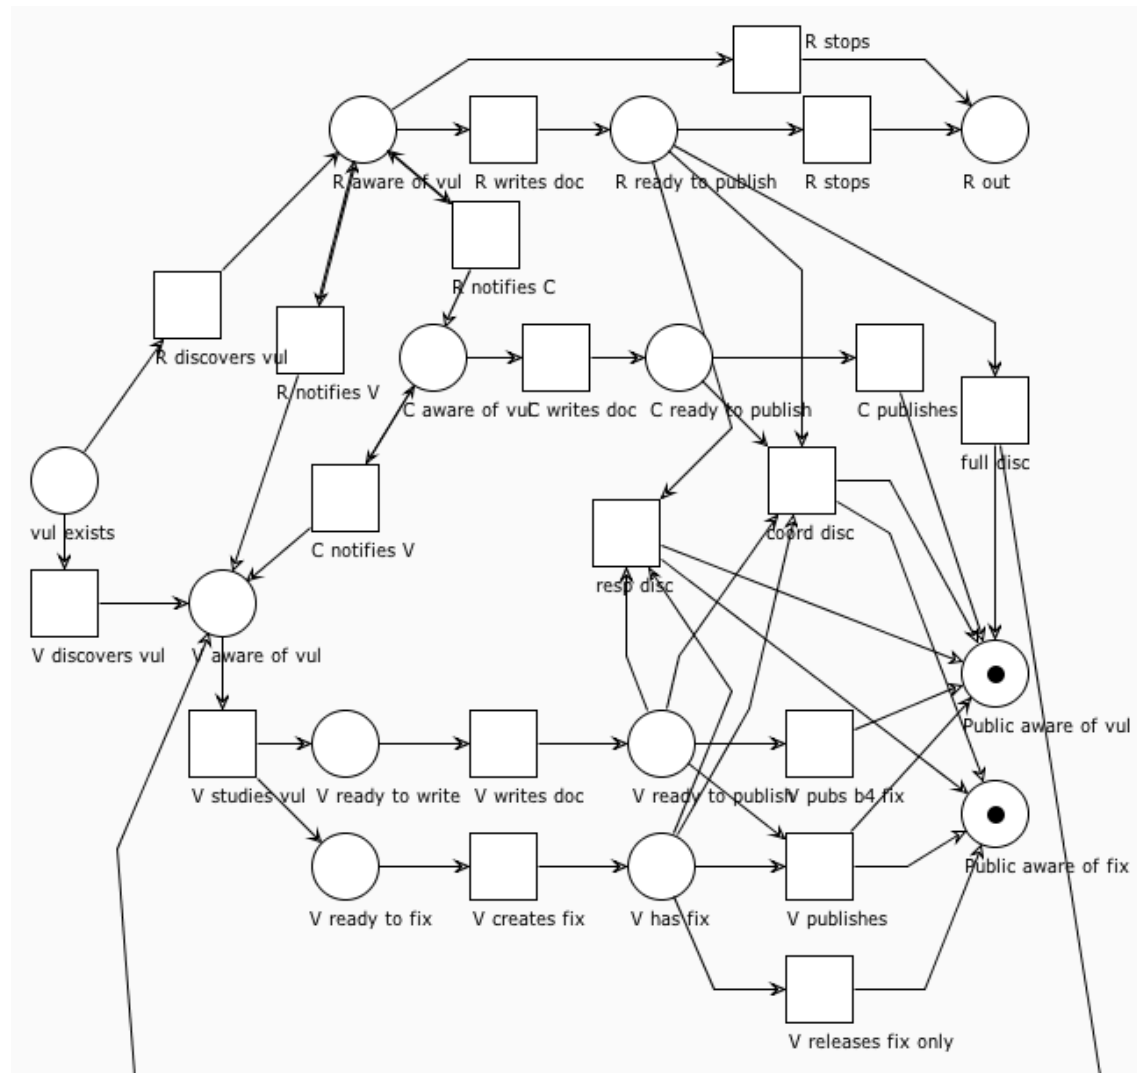 R stops
R aware of vul
R writes doc
R ready to publish
R stops
R out
R notifies C
R discovers vul
R notifies V
C aware of vul
C writes doc
C ready to publish
C publishes
full disc
vul exists
C notifies V
coord disc
resp disc
V discovers vul
V aware of vul
Public aware of vul
V studies vul
V ready to write
V writes doc
V ready to publish
V pubs b4 fix
Public aware of fix
V ready to fix
V creates fix
V has fix
V publishes
V releases fix only